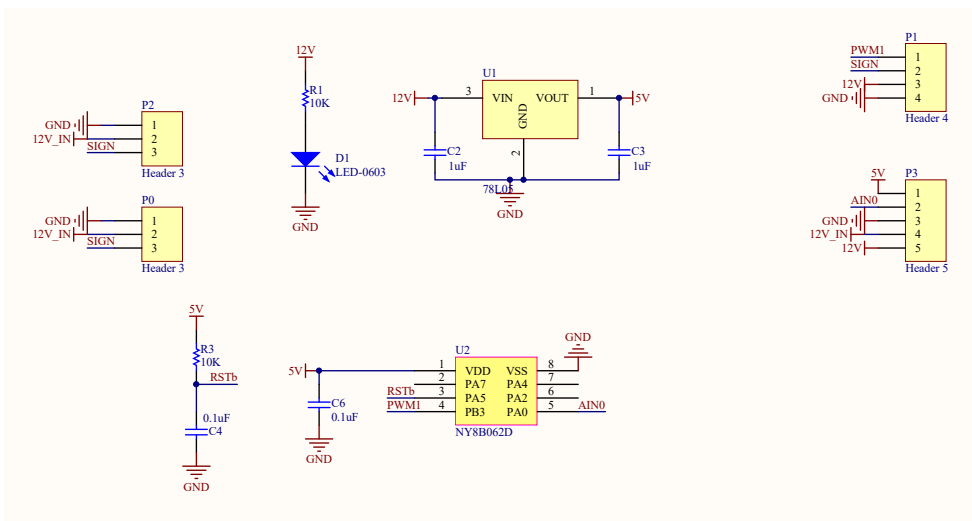 P2
GND
12V_IN
SIGN
1
2
3
Header 3
P0
GND
12V_IN
SIGN
1
2
3
Header 3
12V
R1
10K
D1
LED-0603
GND
U1
12V
3
VIN
VOUT
1
5V
GND
2
C2
1uF
C3
1uF
78L05
GND
P1
PWM1
1
SIGN
2
12V
3
GND
4
Header 4
P3
5V
1
AIN0
2
GND
3
12V_IN
4
12V
5
Header 5
5V
R3
10K
RSTb
0.1uF
C4
GND
5V
C6
0.1uF
GND
U2
GND
1 VDD VSS 8
2 PA7 PA4 7
RSTb 3 PA5 PA2 6
PWM1 4 PB3 PA0 5 AIN0
NY8B062D